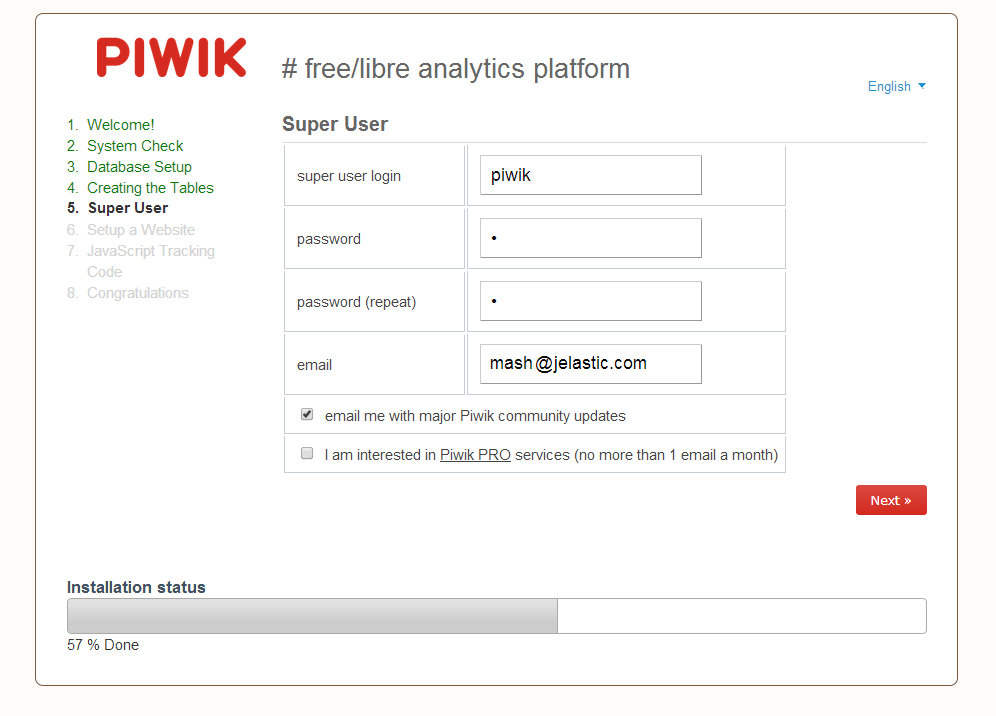 PIWIK
# free/libre analytics platform
English
1. Welcome!
2. System Check
3. Database Setup
4. Creating the Tables
5. Super User
6. Setup a Website
7. JavaScript Tracking
Code
8. Congratulations
Super User
super user login
piwik
password
•
password (repeat)
•
email
mash@jelastic.com
email me with major Piwik community updates
I am interested in Piwik PRO services (no more than 1 email a month)
Next »
Installation status
57 % Done